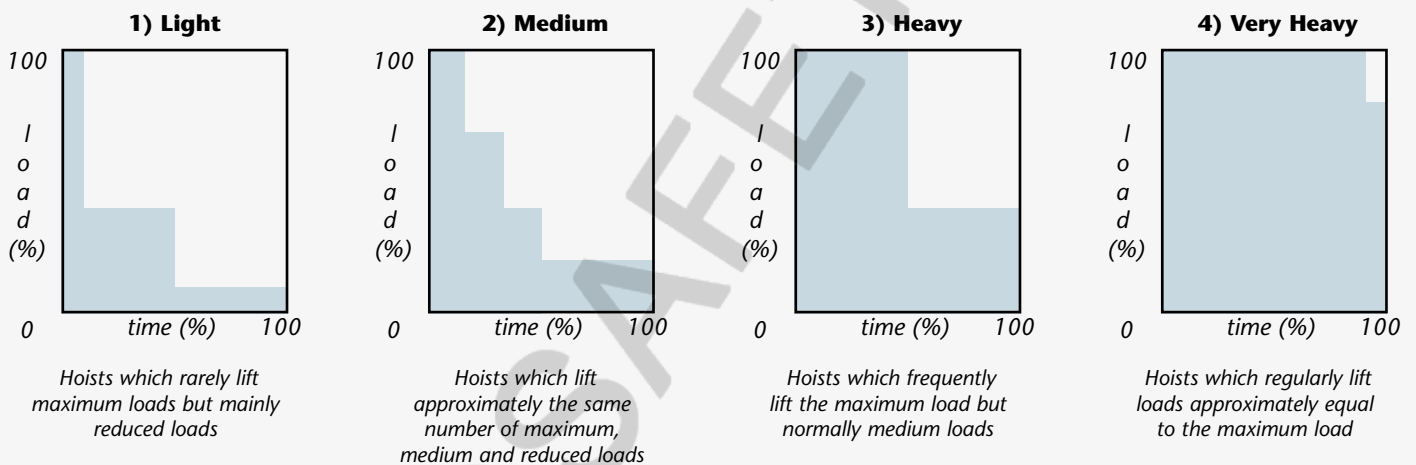 1) Light
100
l
o
a
d
(%)
0
time (%)
100
Hoists which rarely lift
maximum loads but mainly
reduced loads
2) Medium
100
l
o
a
d
(%)
0
time (%)
100
Hoists which lift
approximately the same
number of maximum,
medium and reduced loads
3) Heavy
100
l
o
a
d
(%)
0
time (%)
100
Hoists which frequently
lift the maximum load but
normally medium loads
4) Very Heavy
100
l
o
a
d
(%)
0
time (%)
100
Hoists which regularly lift
loads approximately equal
to the maximum load
SAFE